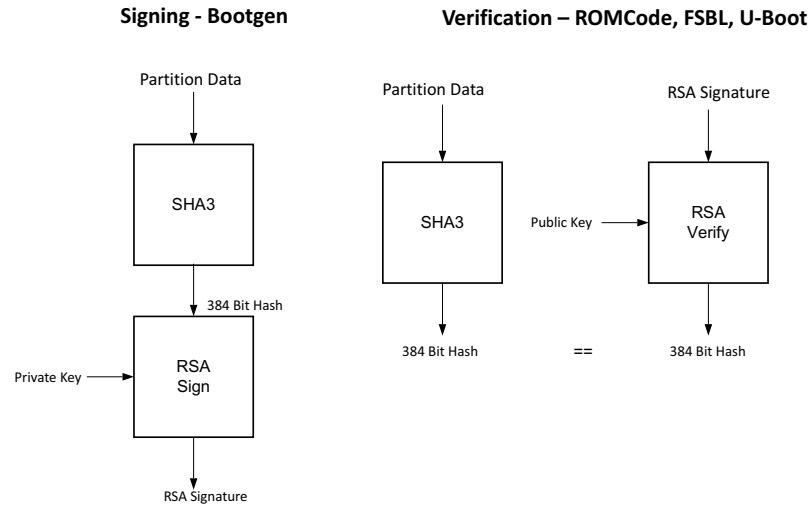 Signing - Bootgen
Partition Data
SHA3
384 Bit Hash
Private Key
RSA
Sign
RSA Signature
Verification – ROMCode, FSBL, U-Boot
Partition Data
SHA3
384 Bit Hash
==
RSA Signature
Public Key
RSA
Verify
384 Bit Hash